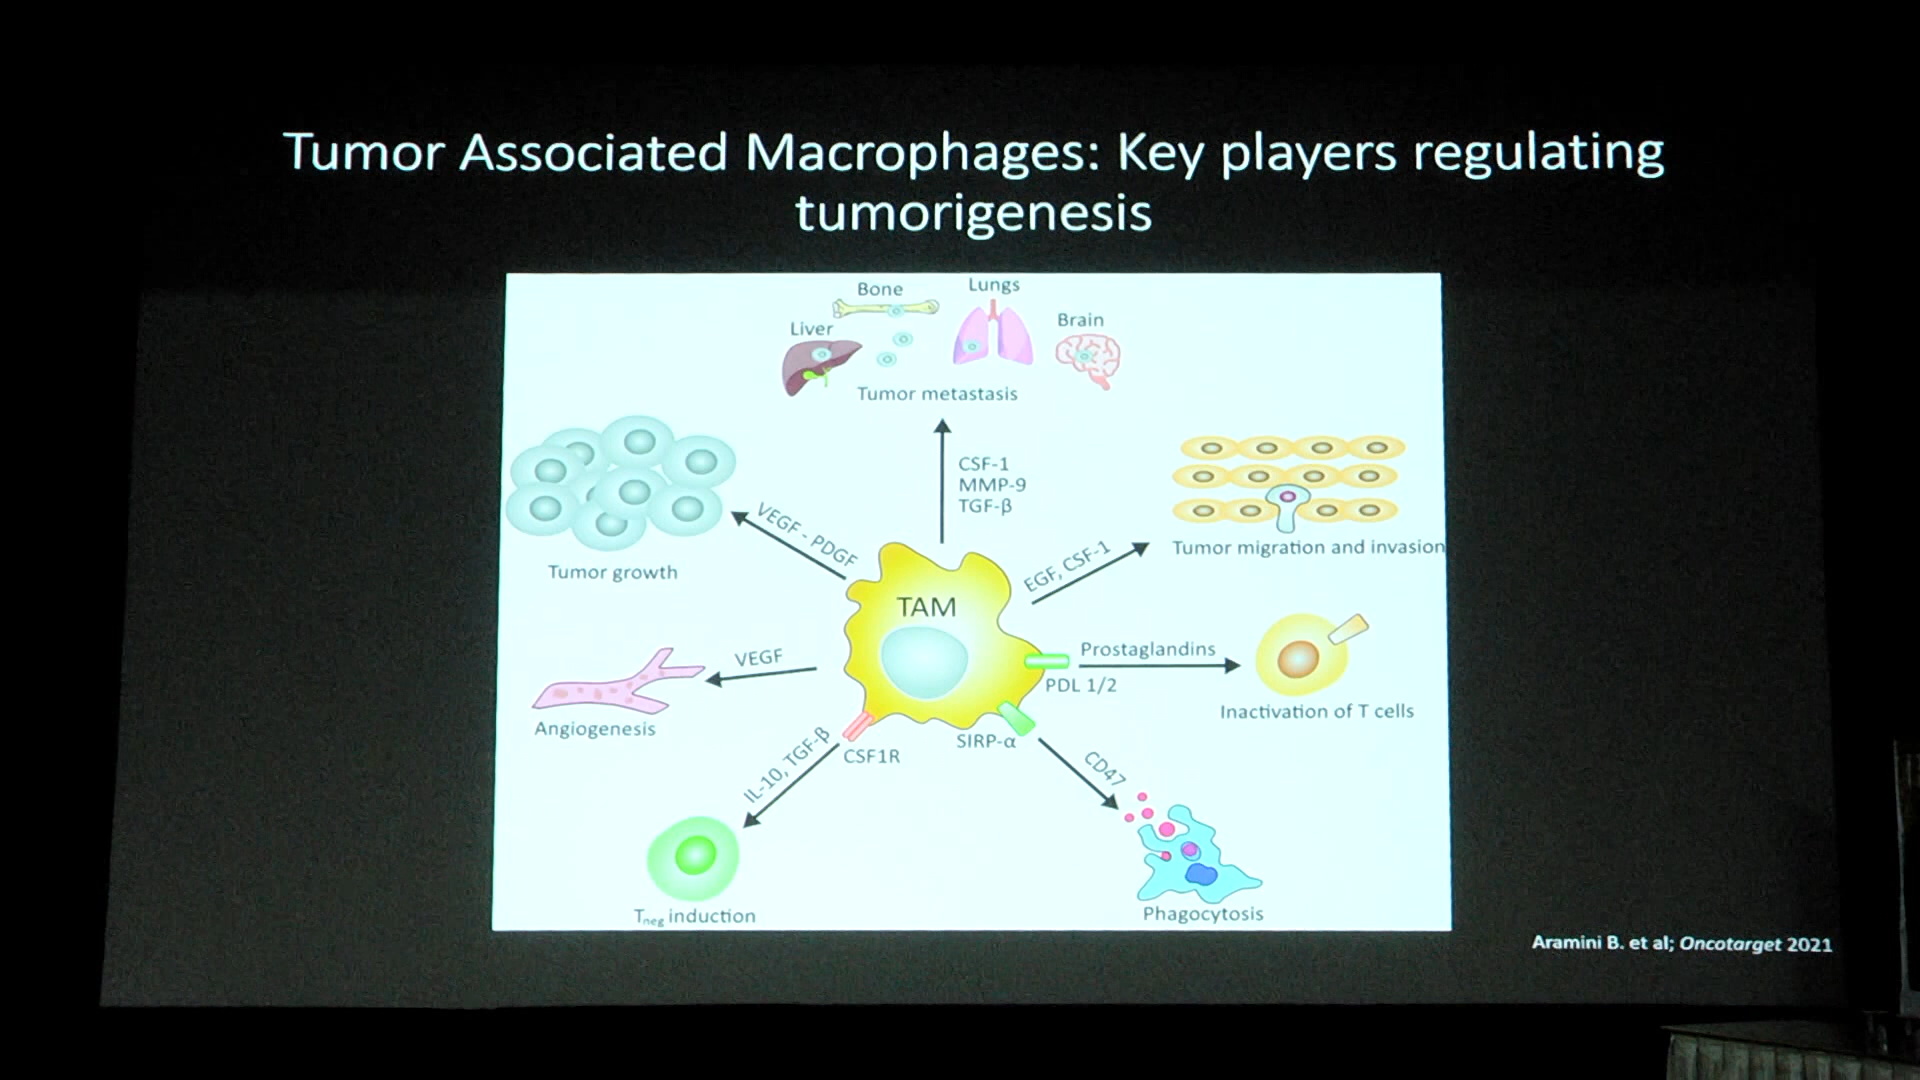 Tumor Associated Macrophages: Key players regulating
tumorigenesis
Bone
Lungs
Liver
Brain
Tumor metastasis
CSF-1
MMP-9
TGF-β
VEGF - PDGF
EGF, CSF-1
Tumor migration and invasion
Tumor growth
TAM
VEGF
Prostaglandins
PDL 1/2
Inactivation of T cells
Angiogenesis
IL-10, TGF-β
CSF1R
SIRP-α
CD47
Tneg induction
Phagocytosis
Aramini B. et al; Oncotarget 2021